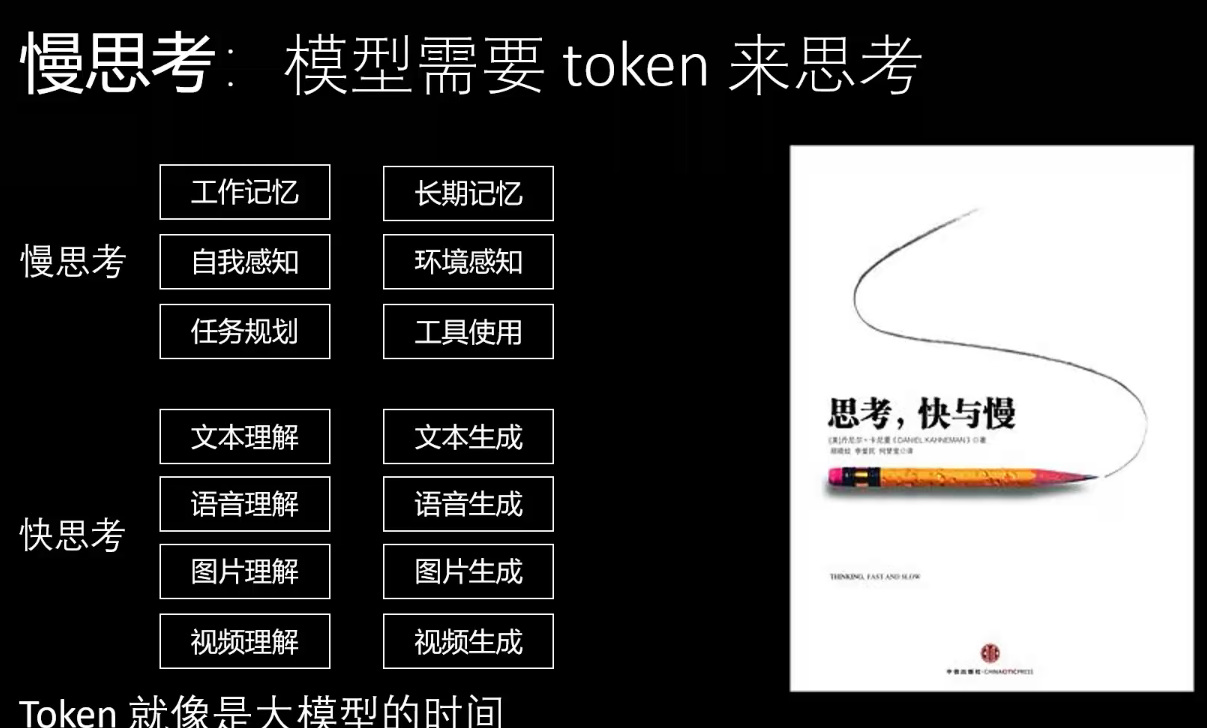 慢思考：模型需要 token 来思考
慢思考
工作记忆
长期记忆
自我感知
环境感知
任务规划
工具使用
快思考
文本理解
文本生成
语音理解
语音生成
图片理解
图片生成
视频理解
视频生成
Token 就像是大模型的时间
思考，快与慢
[美]丹尼尔·卡尼曼《DANIEL KAHNEMAN》◎著
胡晓姣 李爱民 何梦莹◎译
THINKING, FAST AND SLOW
中信出版社·CHINACITICPRESS